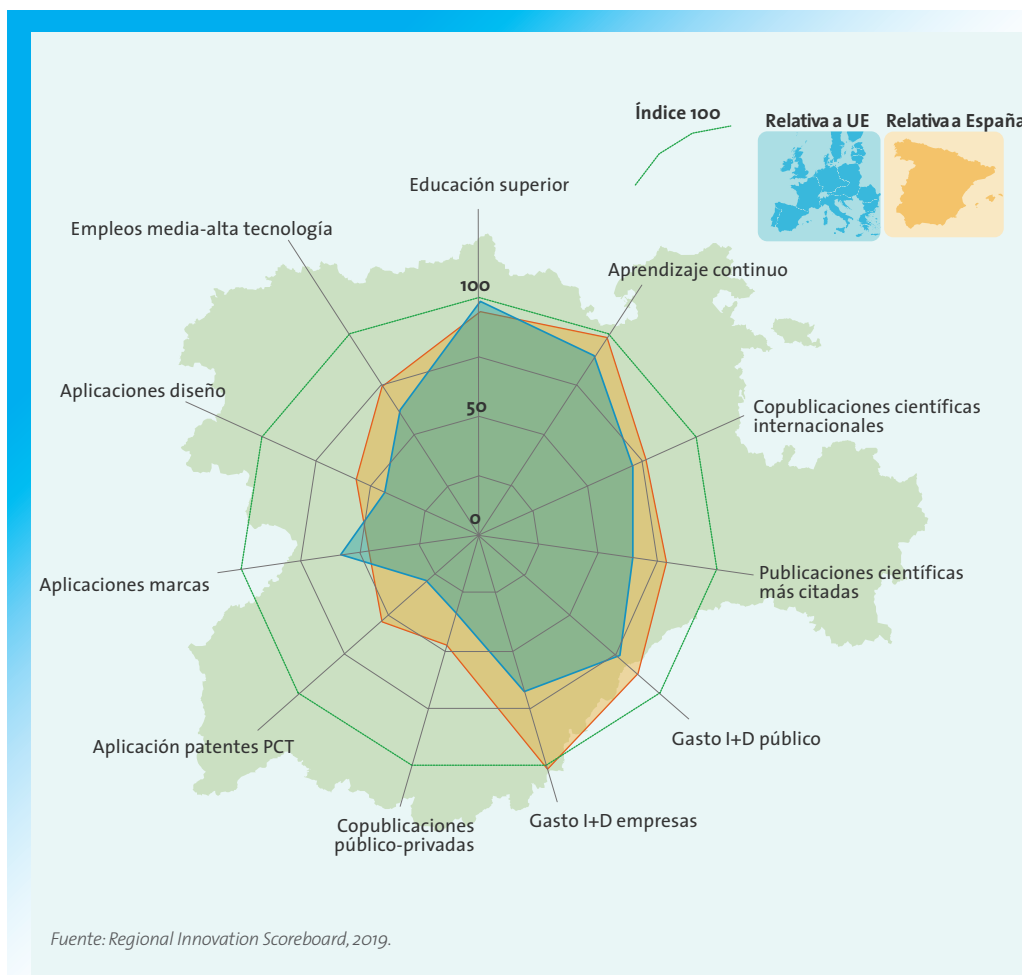 Índice 100
Relativa a UE
Relativa a España
Educación superior
Empleos media-alta tecnología
Aprendizaje continuo
100
Aplicaciones diseño
Copublicaciones científicas
internacionales
50
0
Aplicaciones marcas
Publicaciones científicas
más citadas
Aplicación patentes PCT
Gasto I+D público
Copublicaciones
público-privadas
Gasto I+D empresas
Fuente: Regional Innovation Scoreboard, 2019.